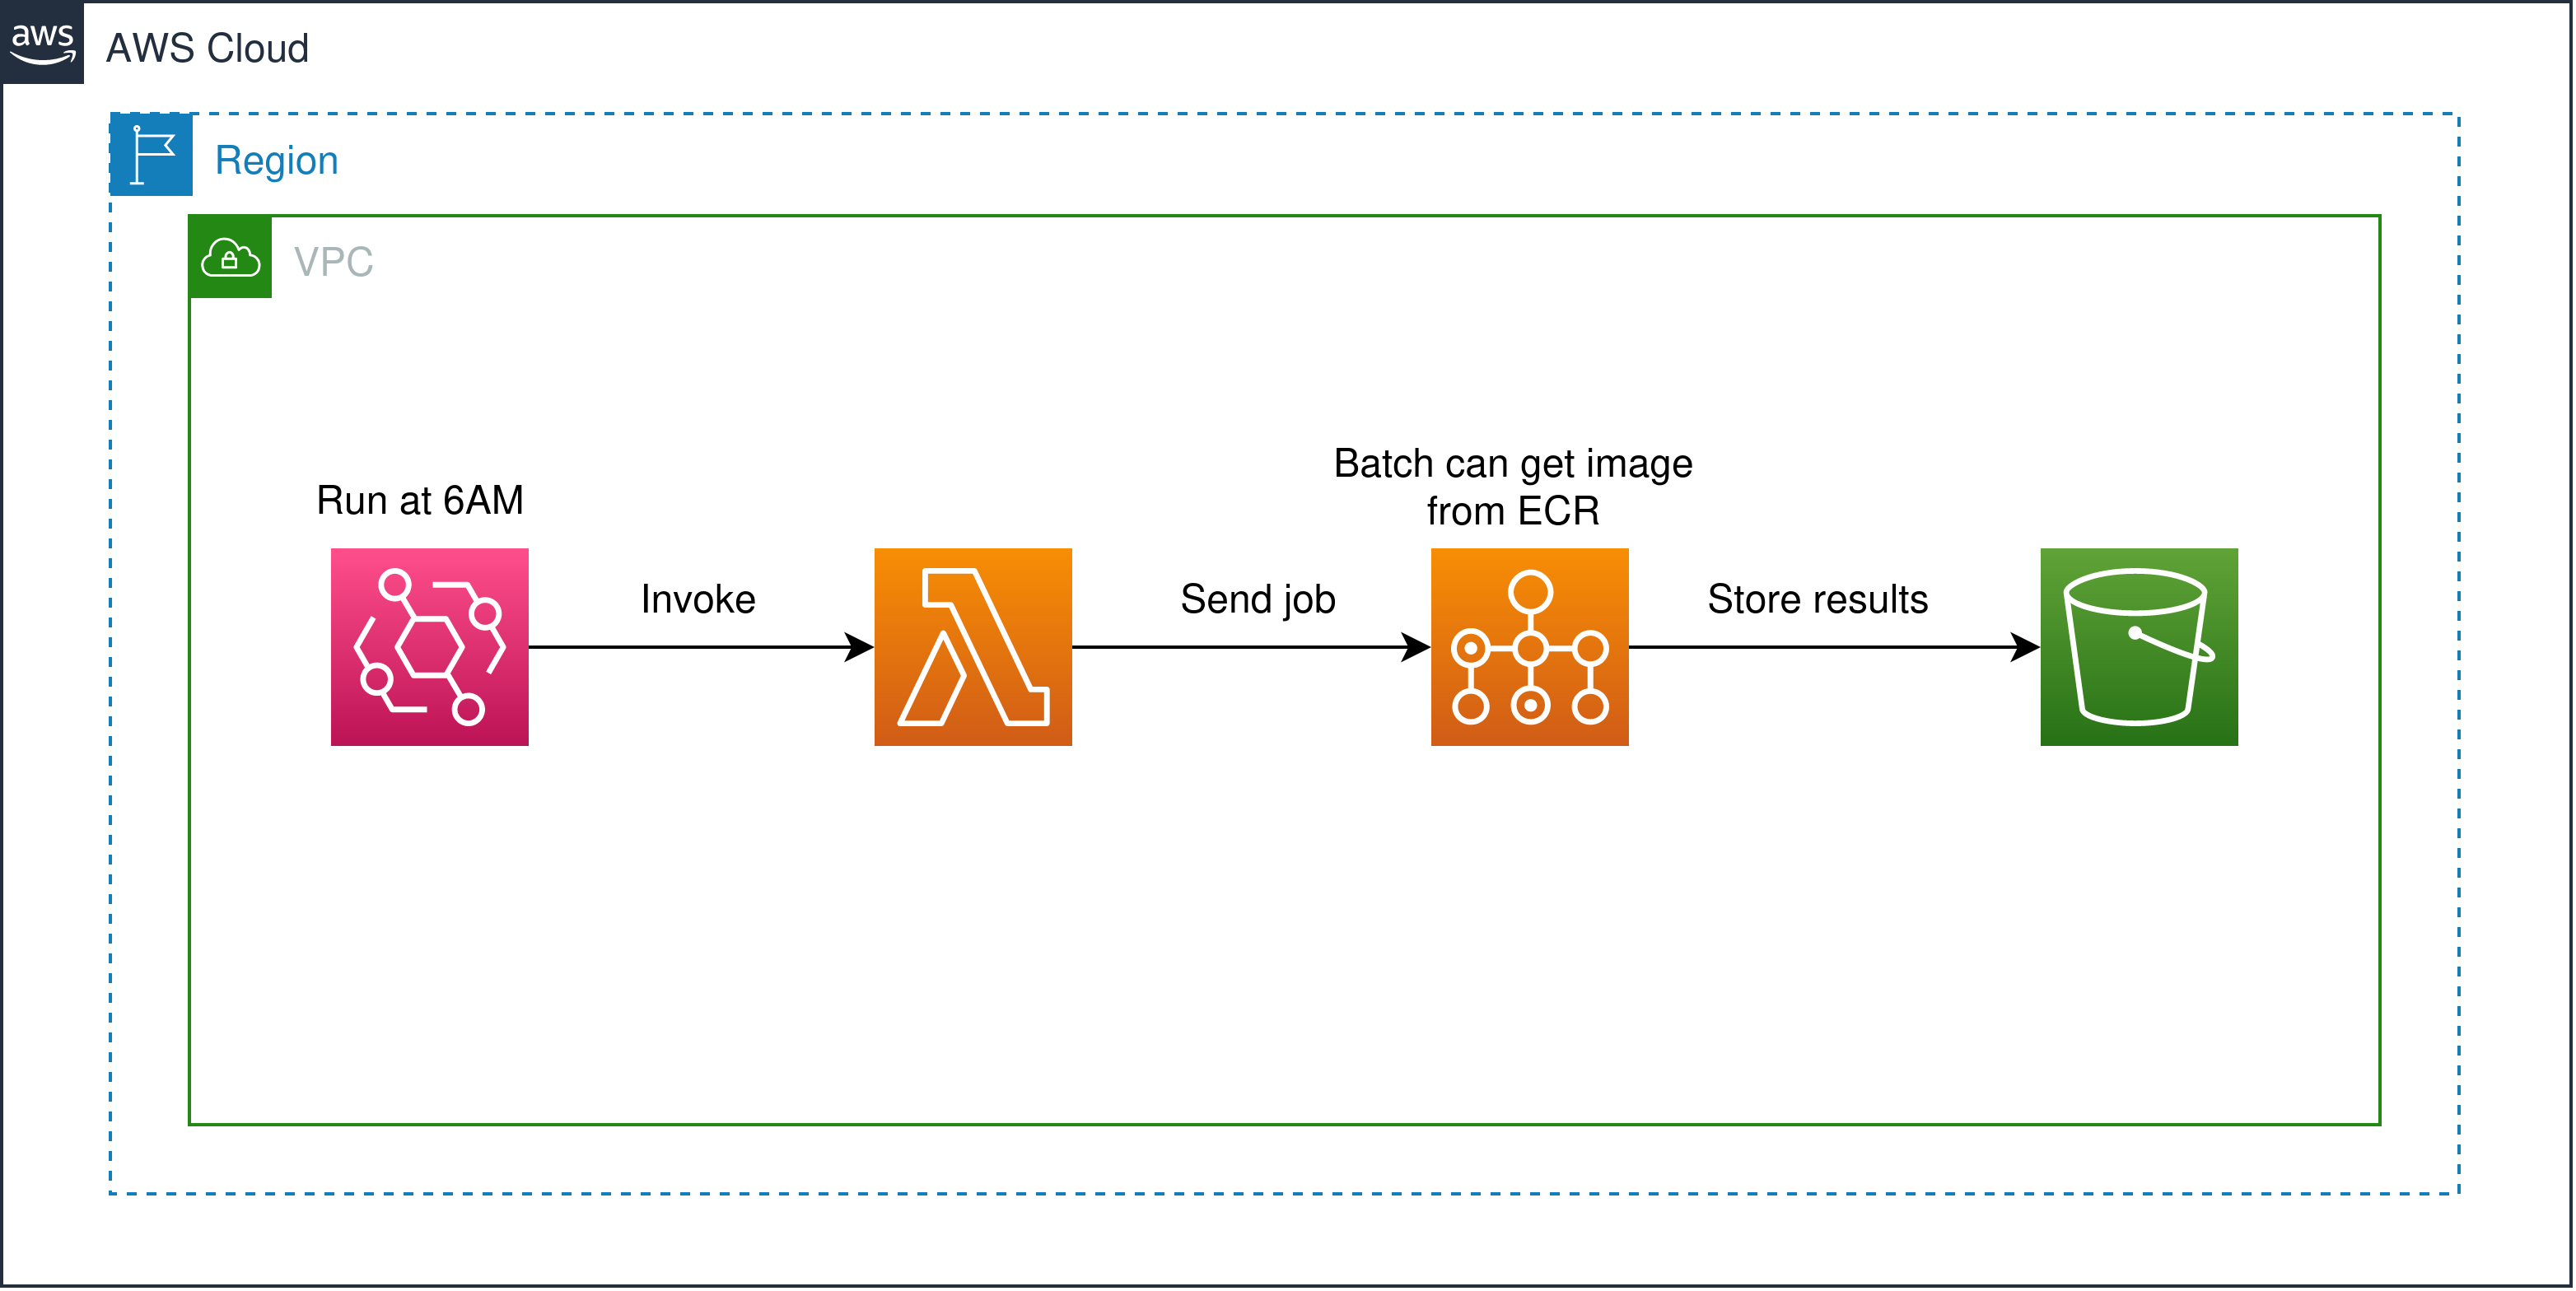 aws
AWS Cloud
Region
VPC
Run at 6AM
Invoke
Send job
Batch can get image
from ECR
Store results